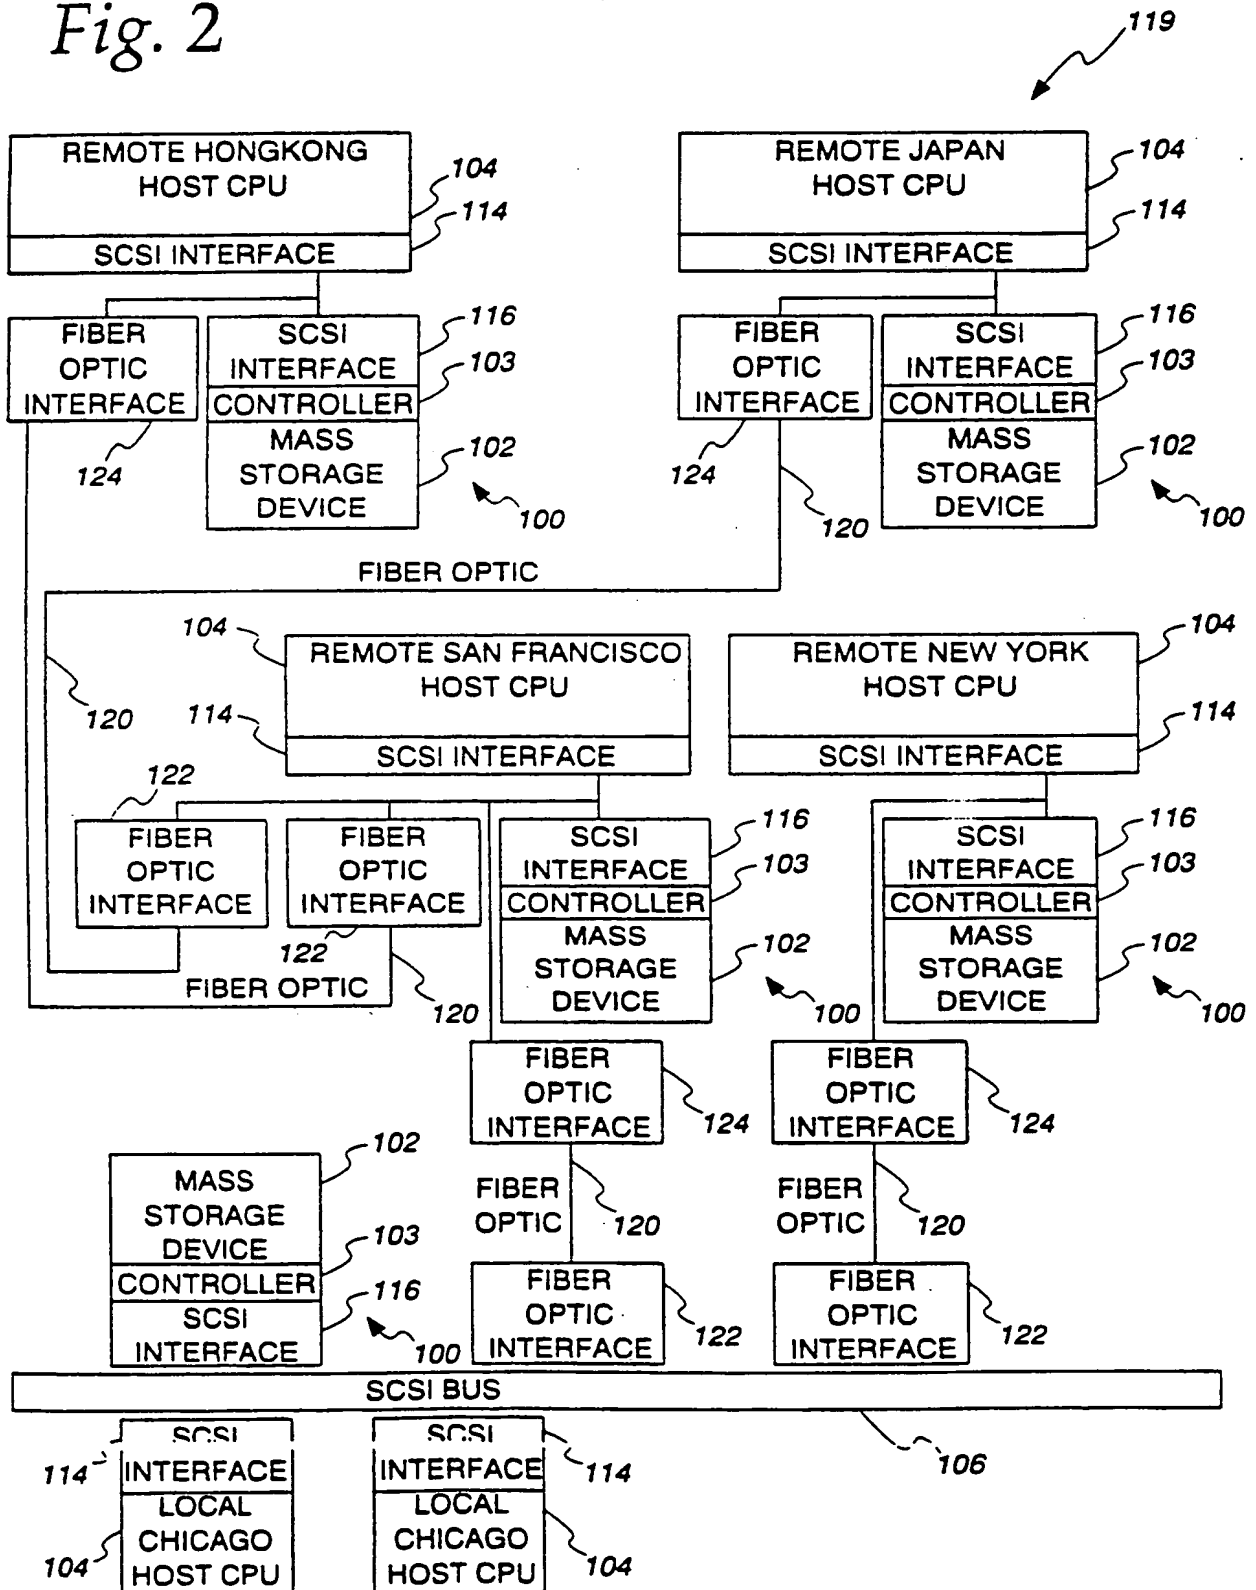 Fig. 2
119
REMOTE HONGKONG
HOST CPU
104
SCSI INTERFACE
114
REMOTE JAPAN
HOST CPU
104
SCSI INTERFACE
114
FIBER
OPTIC
INTERFACE
124
SCSI
INTERFACE
116
CONTROLLER
103
MASS
STORAGE
DEVICE
102
100
FIBER
OPTIC
INTERFACE
124
120
SCSI
INTERFACE
116
CONTROLLER
103
MASS
STORAGE
DEVICE
102
100
FIBER OPTIC
120
104
REMOTE SAN FRANCISCO
HOST CPU
114
SCSI INTERFACE
REMOTE NEW YORK
HOST CPU
104
SCSI INTERFACE
114
122
FIBER
OPTIC
INTERFACE
FIBER
OPTIC
INTERFACE
122
FIBER OPTIC
120
SCSI
INTERFACE
116
CONTROLLER
103
MASS
STORAGE
DEVICE
102
100
SCSI
INTERFACE
116
CONTROLLER
103
MASS
STORAGE
DEVICE
102
100
FIBER
OPTIC
INTERFACE
124
FIBER
OPTIC
INTERFACE
124
FIBER
OPTIC
120
FIBER
OPTIC
120
MASS
STORAGE
DEVICE
102
CONTROLLER
103
SCSI
INTERFACE
116
100
FIBER
OPTIC
INTERFACE
122
FIBER
OPTIC
INTERFACE
122
SCSI BUS
106
SCSI
INTERFACE
114
LOCAL
CHICAGO
HOST CPU
104
SCSI
INTERFACE
114
LOCAL
CHICAGO
HOST CPU
104